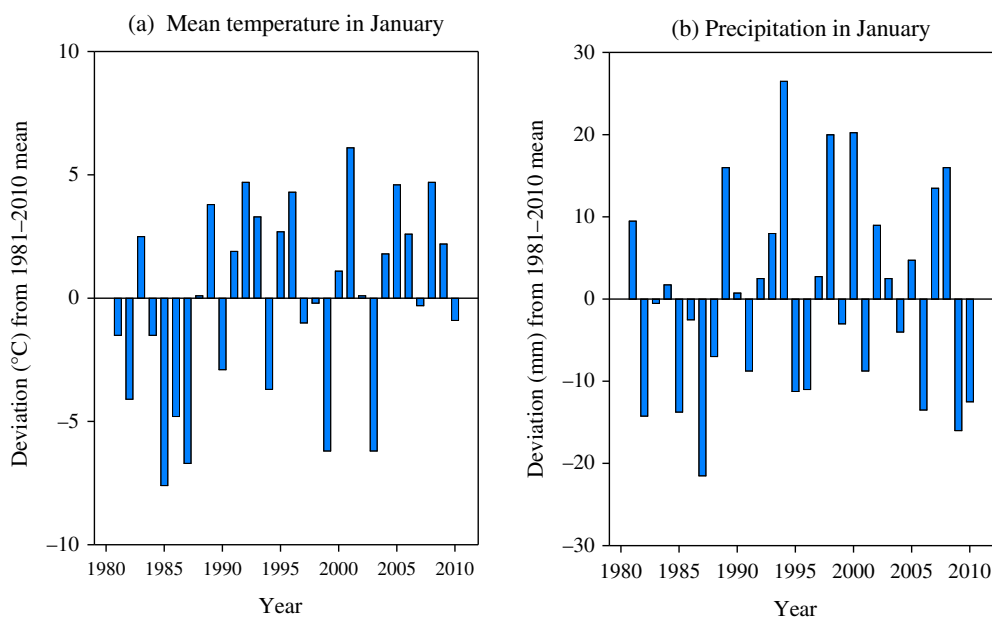 (a) Mean temperature in January
Deviation (°C) from 1981–2010 mean
10
5
0
−5
−10
1980 1985 1990 1995 2000 2005 2010
Year
(b) Precipitation in January
Deviation (mm) from 1981–2010 mean
30
20
10
0
−10
−20
−30
1980 1985 1990 1995 2000 2005 2010
Year